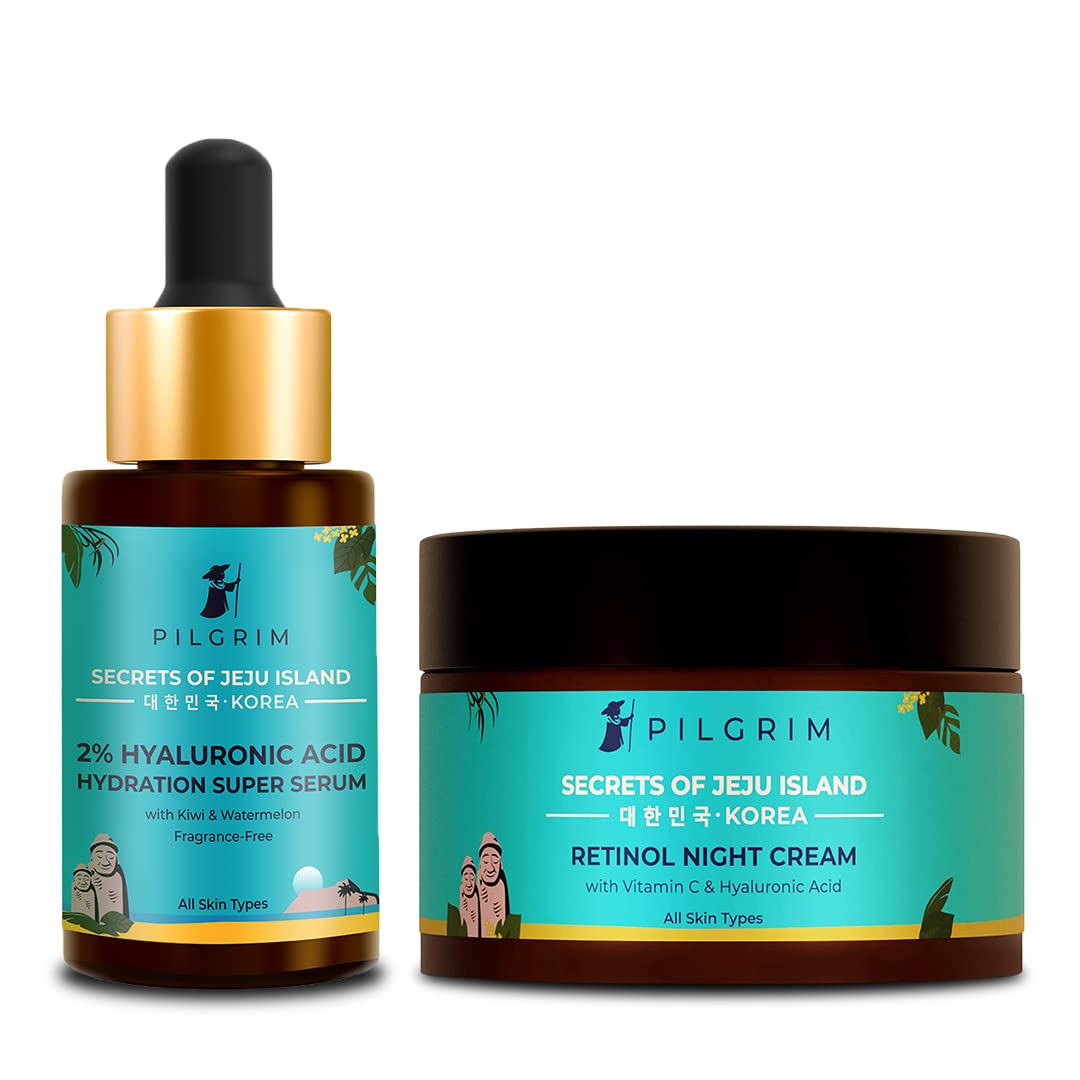 PILGRIM
SECRETS OF JEJU ISLAND
대한민국·KOREA
2% HYALURONIC ACID
HYDRATION SUPER SERUM
with Kiwi & Watermelon
Fragrance-Free
All Skin Types
PILGRIM
SECRETS OF JEJU ISLAND
대한민국·KOREA
RETINOL NIGHT CREAM
with Vitamin C & Hyaluronic Acid
All Skin Types